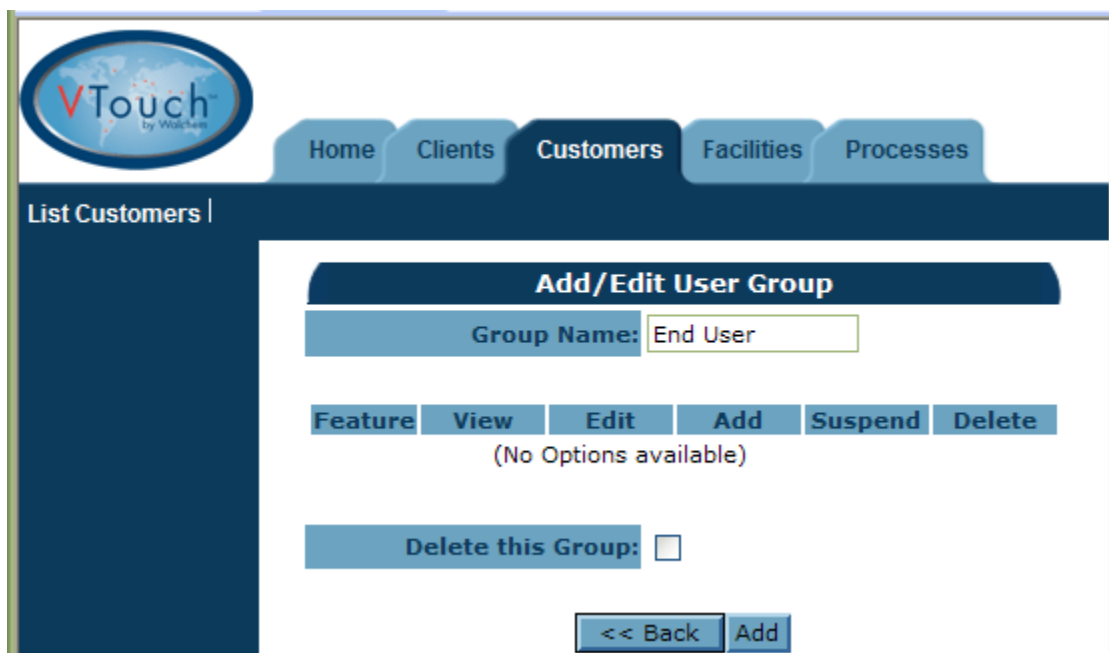 VTouch™
by Walchem
Home Clients Customers Facilities Processes
List Customers |
Add/Edit User Group
Group Name: End User
Feature View Edit Add Suspend Delete
(No Options available)
Delete this Group:
<< Back Add